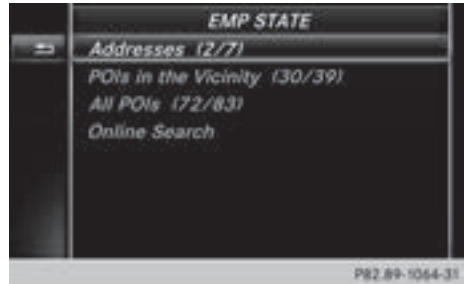 EMP STATE
Addresses (2/7)
POIs in the Vicinity (30/39)
All POIs (72/83)
Online Search
P82.89-1064-31